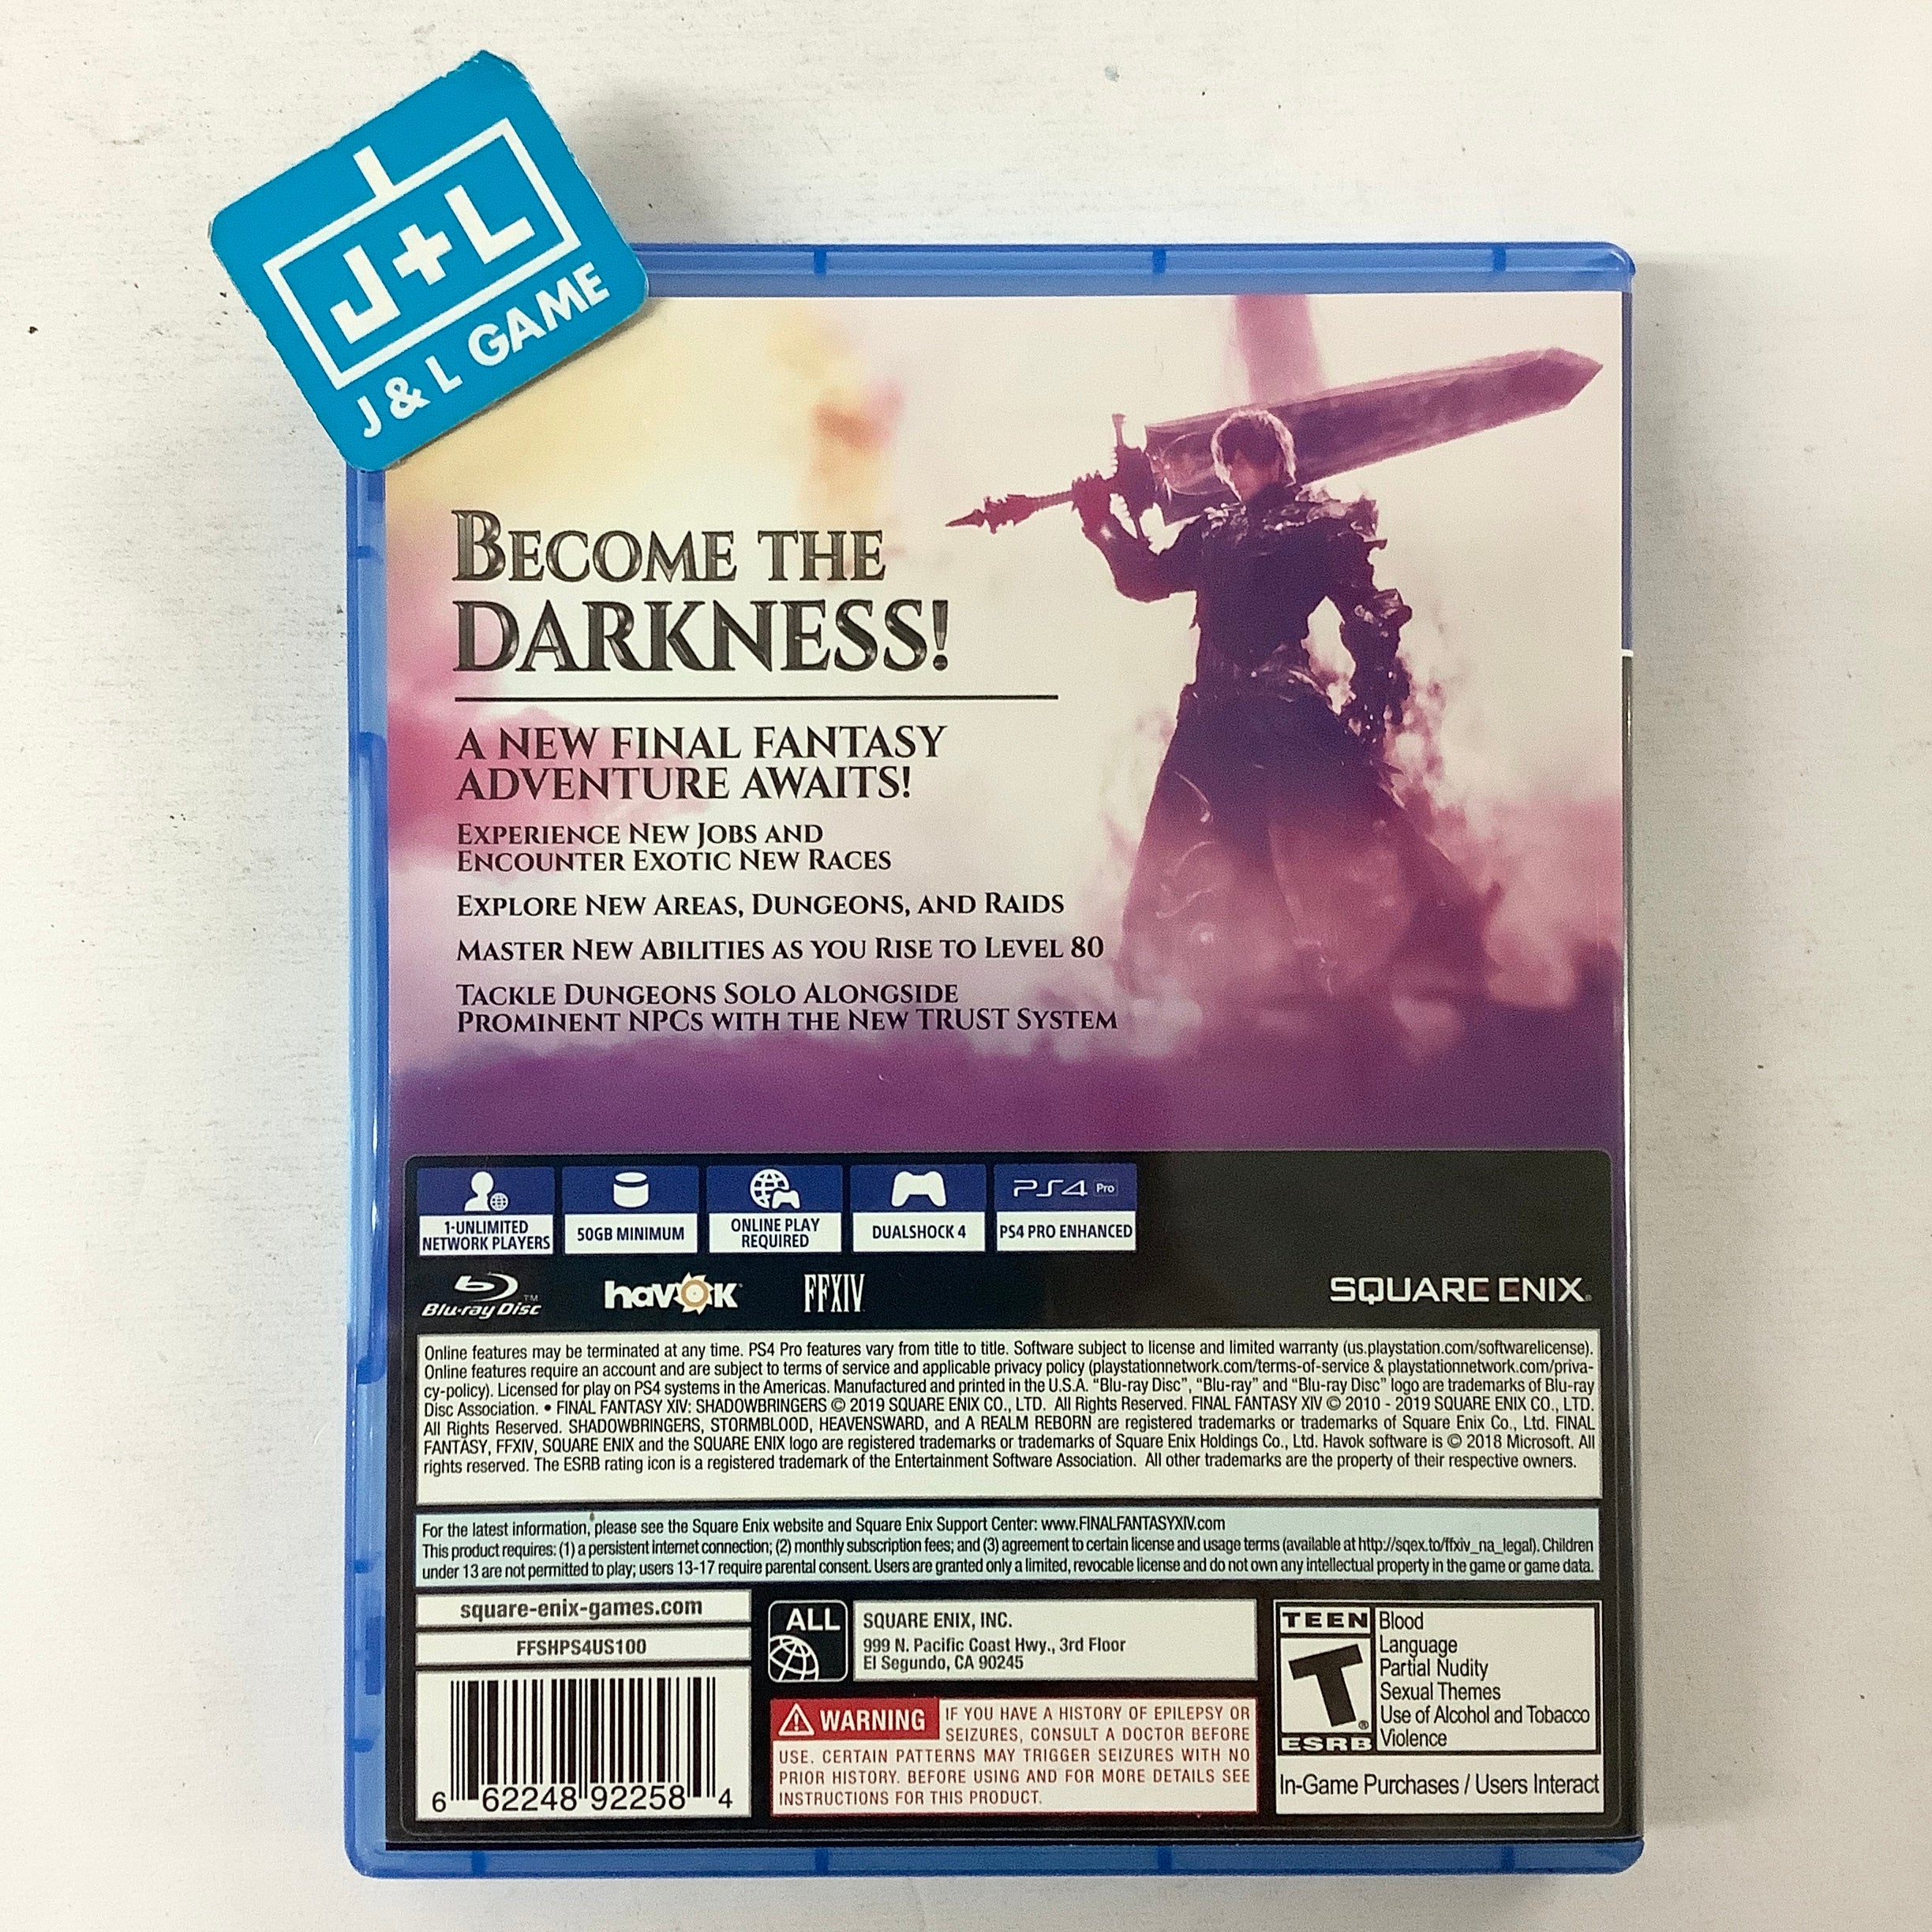 J+L
J & L GAME
BECOME THE
DARKNESS!
A NEW FINAL FANTASY
ADVENTURE AWAITS!
EXPERIENCE NEW JOBS AND
ENCOUNTER EXOTIC NEW RACES
EXPLORE NEW AREAS, DUNGEONS, AND RAIDS
MASTER NEW ABILITIES AS YOU RISE TO LEVEL 80
TACKLE DUNGEONS SOLO ALONGSIDE
PROMINENT NPCS WITH THE NEW TRUST SYSTEM
1-UNLIMITED
NETWORK PLAYERS
50GB MINIMUM
ONLINE PLAY
REQUIRED
DUALSHOCK 4
PS4 Pro
PS4 PRO ENHANCED
Blu-ray Disc™
havok
FFXIV
SQUARE ENIX®
Online features may be terminated at any time. PS4 Pro features vary from title to title. Software subject to license and limited warranty (us.playstation.com/softwarelicense).
Online features require an account and are subject to terms of service and applicable privacy policy (playstationnetwork.com/terms-of-service & playstationnetwork.com/priva-
cy-policy). Licensed for play on PS4 systems in the Americas. Manufactured and printed in the U.S.A. “Blu-ray Disc”, “Blu-ray” and “Blu-ray Disc” logo are trademarks of Blu-ray
Disc Association. • FINAL FANTASY XIV: SHADOWBRINGERS © 2019 SQUARE ENIX CO., LTD. All Rights Reserved. FINAL FANTASY XIV © 2010 - 2019 SQUARE ENIX CO., LTD.
All Rights Reserved. SHADOWBRINGERS, STORMBLOOD, HEAVENSWARD, and A REALM REBORN are registered trademarks or trademarks of Square Enix Co., Ltd. FINAL
FANTASY, FFXIV, SQUARE ENIX and the SQUARE ENIX logo are registered trademarks or trademarks of Square Enix Holdings Co., Ltd. Havok software is © 2018 Microsoft. All
rights reserved. The ESRB rating icon is a registered trademark of the Entertainment Software Association. All other trademarks are the property of their respective owners.
For the latest information, please see the Square Enix website and Square Enix Support Center: www.FINALFANTASYXIV.com
This product requires: (1) a persistent internet connection; (2) monthly subscription fees; and (3) agreement to certain license and usage terms (available at http://sqex.to/ffxiv_na_legal). Children
under 13 are not permitted to play; users 13-17 require parental consent. Users are granted only a limited, revocable license and do not own any intellectual property in the game or game data.
square-enix-games.com
FFSHPS4US100
6 62248 92258 4
ALL
SQUARE ENIX, INC.
999 N. Pacific Coast Hwy., 3rd Floor
El Segundo, CA 90245
WARNING IF YOU HAVE A HISTORY OF EPILEPSY OR
SEIZURES, CONSULT A DOCTOR BEFORE
USE. CERTAIN PATTERNS MAY TRIGGER SEIZURES WITH NO
PRIOR HISTORY. BEFORE USING AND FOR MORE DETAILS SEE
INSTRUCTIONS FOR THIS PRODUCT.
TEEN
T®
ESRB
Blood
Language
Partial Nudity
Sexual Themes
Use of Alcohol and Tobacco
Violence
In-Game Purchases / Users Interact